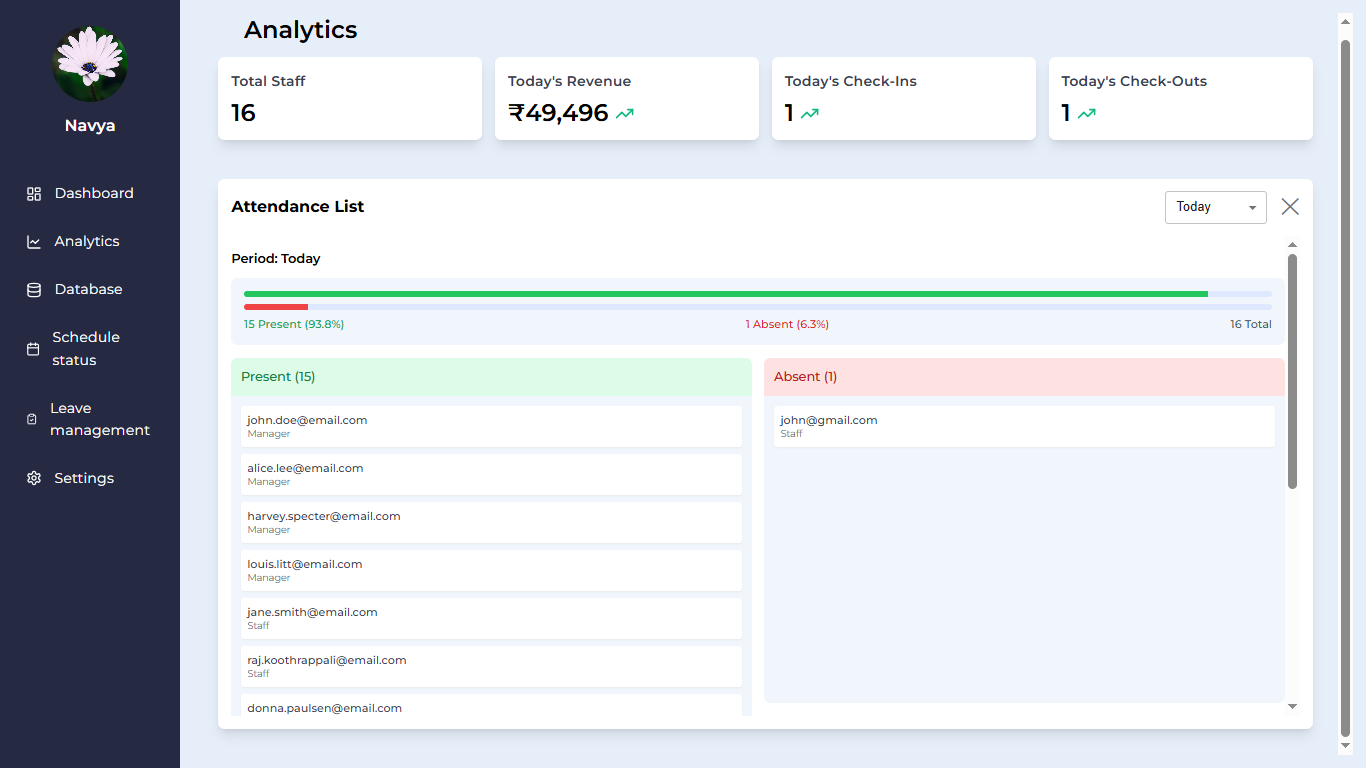 Navya
Dashboard
Analytics
Database
Schedule
status
Leave
management
Settings
Analytics
Total Staff
16
Today's Revenue
₹49,496
Today's Check-Ins
1
Today's Check-Outs
1
Attendance List
Today
Period: Today
15 Present (93.8%)
1 Absent (6.3%)
16 Total
Present (15)
john.doe@email.com
Manager
alice.lee@email.com
Manager
harvey.specter@email.com
Manager
louis.litt@email.com
Manager
jane.smith@email.com
Staff
raj.koothrappali@email.com
Staff
donna.paulsen@email.com
Absent (1)
john@gmail.com
Staff